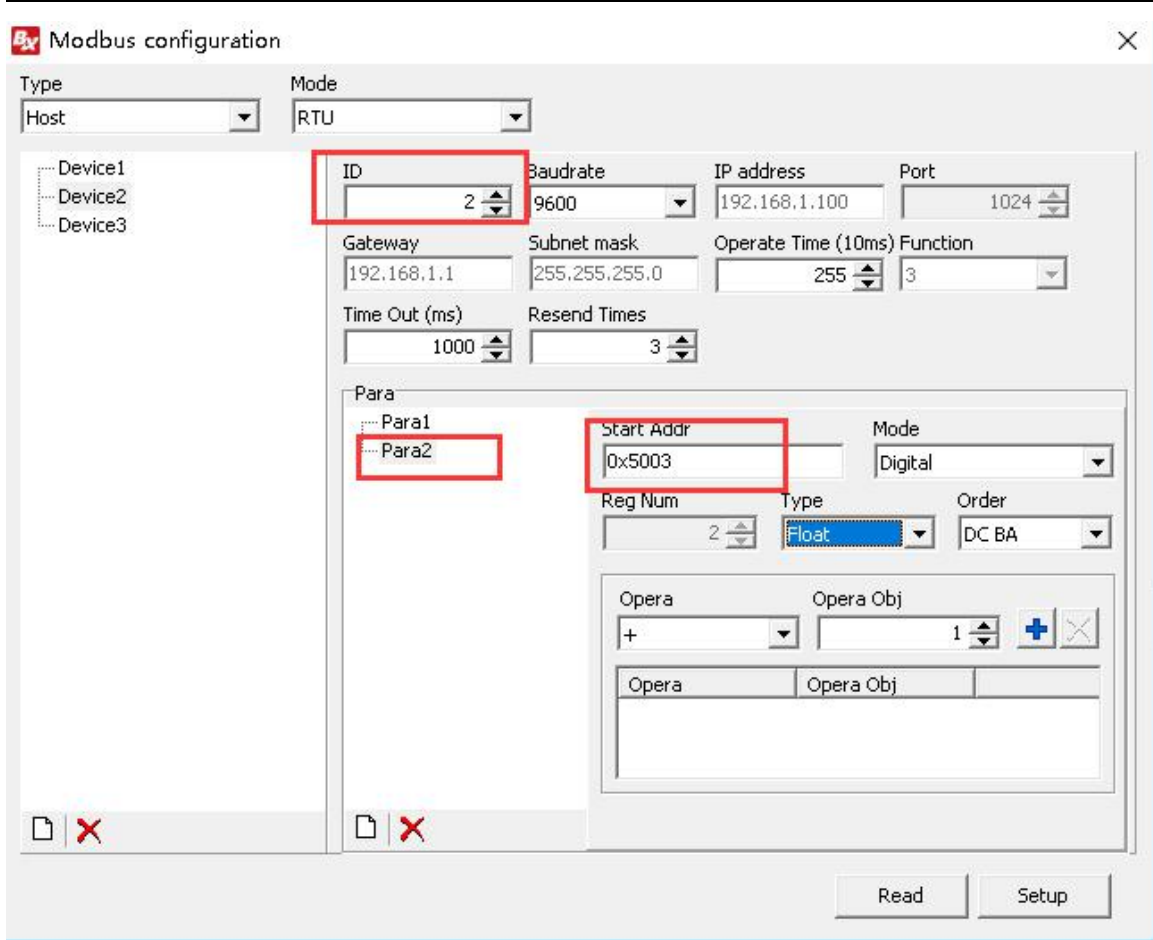 BX Modbus configuration
Type Mode
Host RTU
Device1
Device2
Device3
ID Baudrate IP address Port
2 9600 192.168.1.100 1024
Gateway Subnet mask Operate Time (10ms) Function
192.168.1.1 255.255.255.0 255 3
Time Out (ms) Resend Times
1000 3
Para
Para1
Para2
Start Addr Mode
0x5003 Digital
Reg Num Type Order
2 Float DC BA
Opera Opera Obj
+ 1
Opera Opera Obj
Read Setup